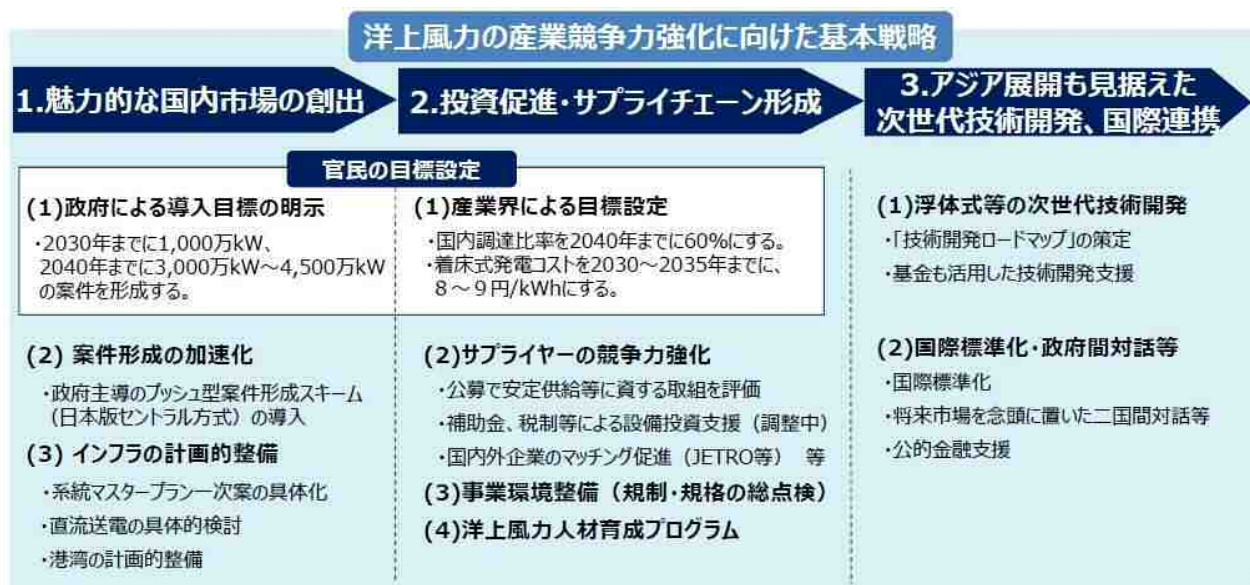 洋上風力の産業競争力強化に向けた基本戦略
1.魅力的な国内市場の創出
2.投資促進・サプライチェーン形成
3.アジア展開も見据えた
次世代技術開発、国際連携
官民の目標設定
(1)政府による導入目標の明示
・2030年までに1,000万kW、
2040年までに3,000万kW～4,500万kW
の案件を形成する。
(2) 案件形成の加速化
・政府主導のプッシュ型案件形成スキーム
（日本版セントラル方式）の導入
(3) インフラの計画的整備
・系統マスタープラン一次案の具体化
・直流送電の具体的検討
・港湾の計画的整備
(1)産業界による目標設定
・国内調達比率を2040年までに60%にする。
・着床式発電コストを2030～2035年までに、
８～９円/kWhにする。
(2)サプライヤーの競争力強化
・公募で安定供給等に資する取組を評価
・補助金、税制等による設備投資支援（調整中）
・国内外企業のマッチング促進（JETRO等） 等
(3)事業環境整備（規制・規格の総点検）
(4)洋上風力人材育成プログラム
(1)浮体式等の次世代技術開発
・「技術開発ロードマップ」の策定
・基金も活用した技術開発支援
(2)国際標準化・政府間対話等
・国際標準化
・将来市場を念頭に置いた二国間対話等
・公的金融支援